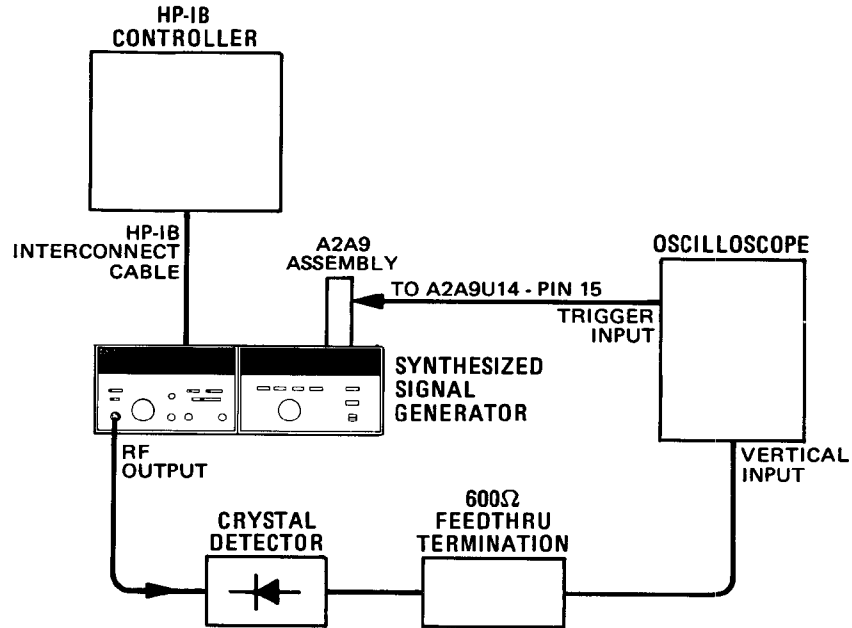 HP-IB
CONTROLLER
HP-IB
INTERCONNECT
CABLE
A2A9
ASSEMBLY
OSCILLOSCOPE
TO A2A9U14 - PIN 15
TRIGGER
INPUT
SYNTHESIZED
SIGNAL
GENERATOR
RF
OUTPUT
VERTICAL
INPUT
CRYSTAL
DETECTOR
600Ω
FEEDTHRU
TERMINATION